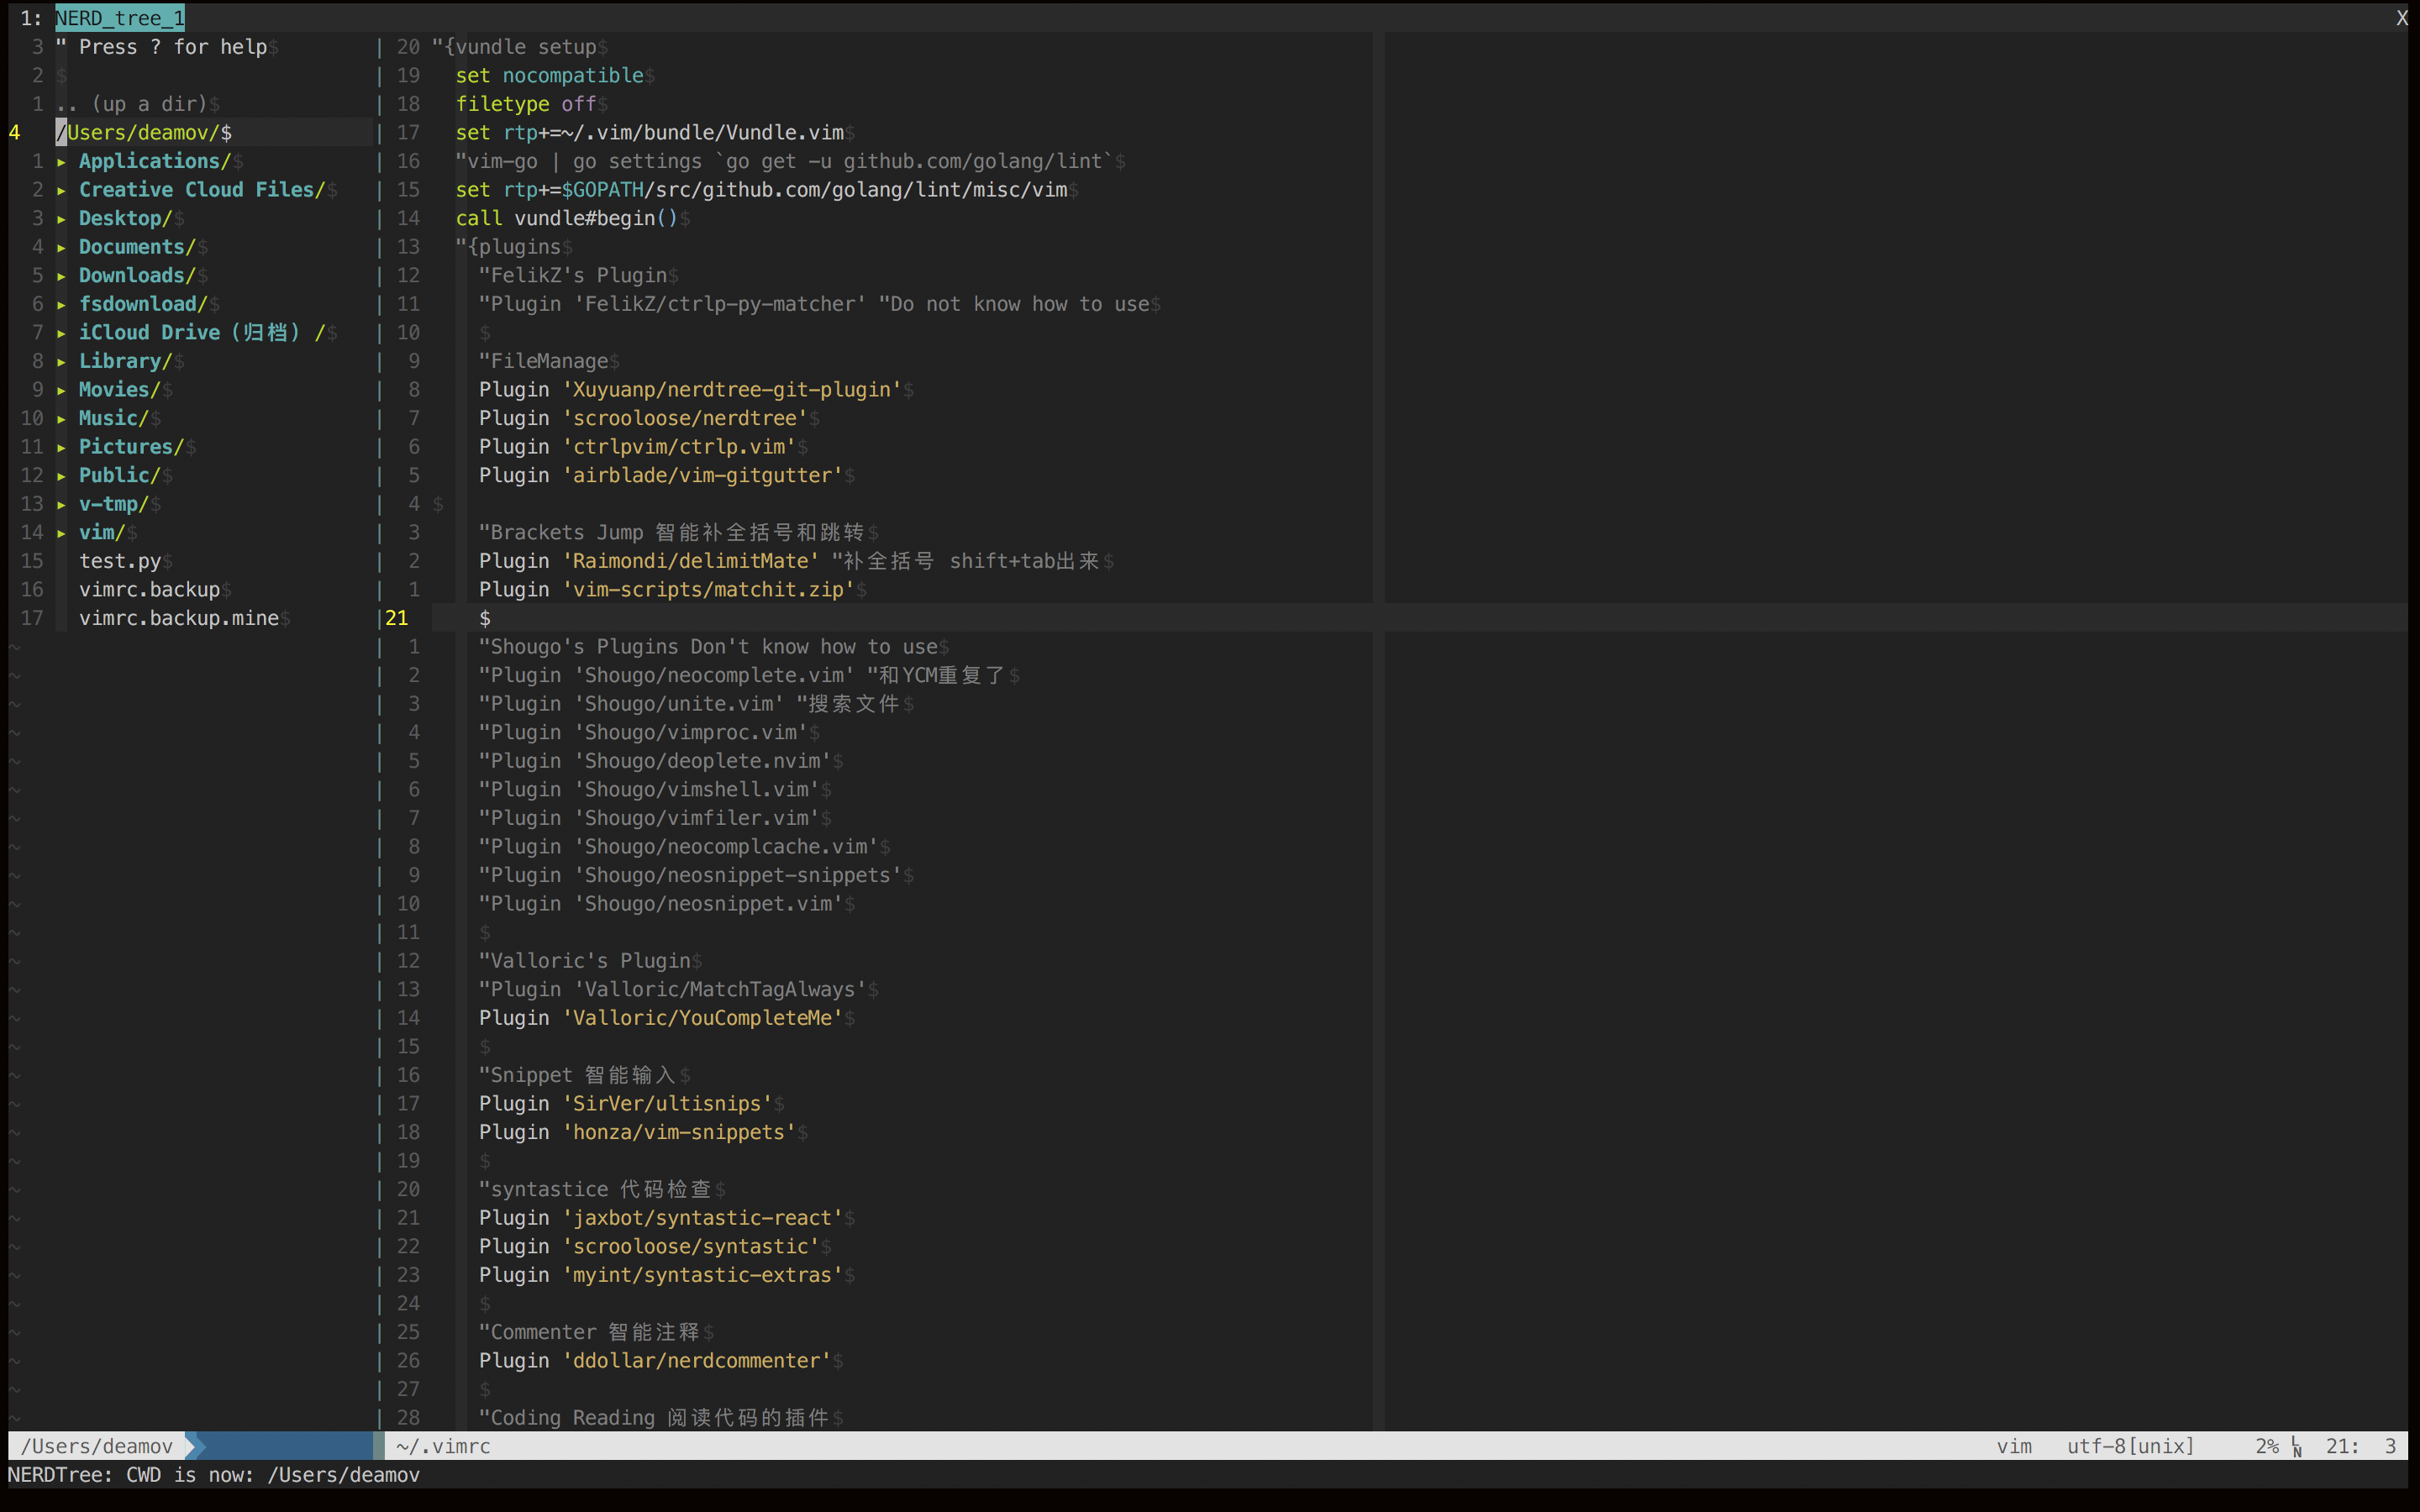 1: NERD_tree_1 X
3 " Press ? for help$
2 $
1 .. (up a dir)$
4 /Users/deamov/$
1 ▸ Applications/$
2 ▸ Creative Cloud Files/$
3 ▸ Desktop/$
4 ▸ Documents/$
5 ▸ Downloads/$
6 ▸ fsdownload/$
7 ▸ iCloud Drive（归档）/$
8 ▸ Library/$
9 ▸ Movies/$
10 ▸ Music/$
11 ▸ Pictures/$
12 ▸ Public/$
13 ▸ v-tmp/$
14 ▸ vim/$
15 test.py$
16 vimrc.backup$
17 vimrc.backup.mine$
20 "{vundle setup$
19 set nocompatible$
18 filetype off$
17 set rtp+=~/.vim/bundle/Vundle.vim$
16 "vim-go | go settings `go get -u github.com/golang/lint`$
15 set rtp+=$GOPATH/src/github.com/golang/lint/misc/vim$
14 call vundle#begin()$
13 "{plugins$
12 "FelikZ's Plugin$
11 "Plugin 'FelikZ/ctrlp-py-matcher' "Do not know how to use$
10 $
9 "FileManage$
8 Plugin 'Xuyuanp/nerdtree-git-plugin'$
7 Plugin 'scrooloose/nerdtree'$
6 Plugin 'ctrlpvim/ctrlp.vim'$
5 Plugin 'airblade/vim-gitgutter'$
4 $
3 "Brackets Jump 智能补全括号和跳转$
2 Plugin 'Raimondi/delimitMate' "补全括号 shift+tab出来$
1 Plugin 'vim-scripts/matchit.zip'$
21 $
1 "Shougo's Plugins Don't know how to use$
2 "Plugin 'Shougo/neocomplete.vim' "和YCM重复了$
3 "Plugin 'Shougo/unite.vim' "搜索文件$
4 "Plugin 'Shougo/vimproc.vim'$
5 "Plugin 'Shougo/deoplete.nvim'$
6 "Plugin 'Shougo/vimshell.vim'$
7 "Plugin 'Shougo/vimfiler.vim'$
8 "Plugin 'Shougo/neocomplcache.vim'$
9 "Plugin 'Shougo/neosnippet-snippets'$
10 "Plugin 'Shougo/neosnippet.vim'$
11 $
12 "Valloric's Plugin$
13 "Plugin 'Valloric/MatchTagAlways'$
14 Plugin 'Valloric/YouCompleteMe'$
15 $
16 "Snippet 智能输入$
17 Plugin 'SirVer/ultisnips'$
18 Plugin 'honza/vim-snippets'$
19 $
20 "syntastice 代码检查$
21 Plugin 'jaxbot/syntastic-react'$
22 Plugin 'scrooloose/syntastic'$
23 Plugin 'myint/syntastic-extras'$
24 $
25 "Commenter 智能注释$
26 Plugin 'ddollar/nerdcommenter'$
27 $
28 "Coding Reading 阅读代码的插件$
/Users/deamov ~/.vimrc vim utf-8[unix] 2% LN 21: 3
NERDTree: CWD is now: /Users/deamov